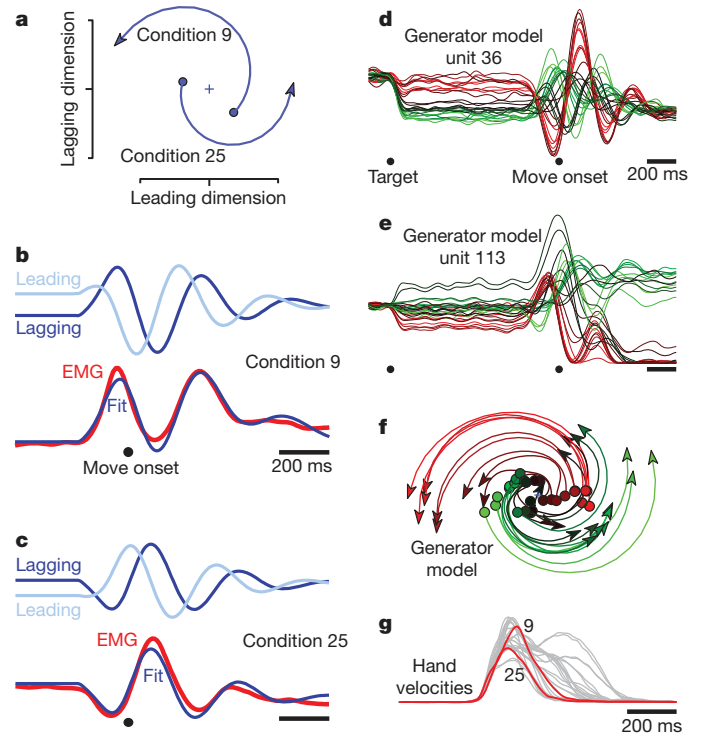 a
Condition 9
Lagging dimension
Condition 25
Leading dimension
b
Leading
Lagging
Condition 9
EMG
Fit
Move onset
200 ms
c
Lagging
Leading
EMG
Condition 25
Fit
d
Generator model
unit 36
Target
Move onset
200 ms
e
Generator model
unit 113
f
Generator
model
g
9
Hand
velocities
25
200 ms